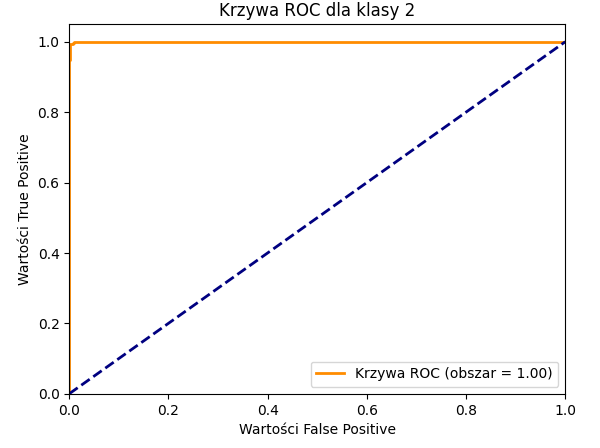 Krzywa ROC dla klasy 2
Wartości True Positive
1.0
0.8
0.6
0.4
0.2
0.0
Krzywa ROC (obszar = 1.00)
0.0 0.2 0.4 0.6 0.8 1.0
Wartości False Positive